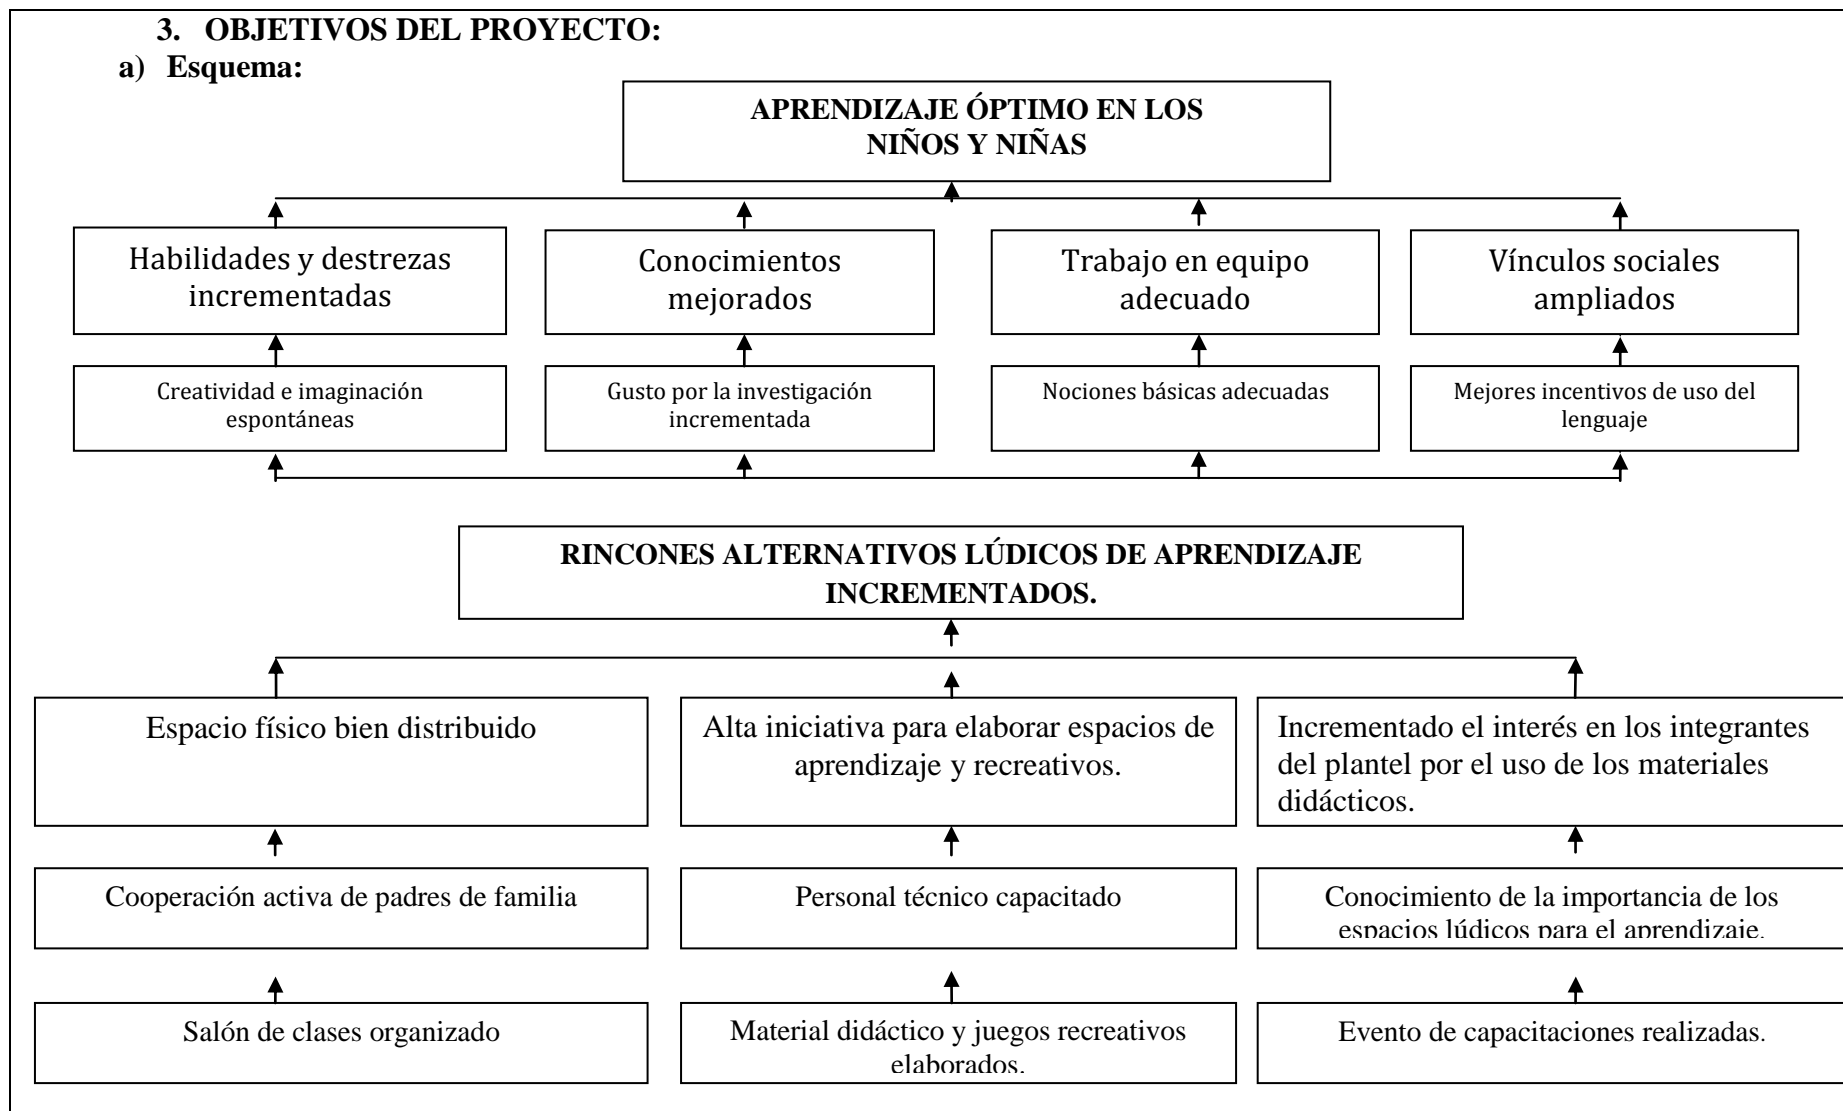 3. OBJETIVOS DEL PROYECTO:
a) Esquema:
APRENDIZAJE ÓPTIMO EN LOS
NIÑOS Y NIÑAS
Habilidades y destrezas
incrementadas
Conocimientos
mejorados
Trabajo en equipo
adecuado
Vínculos sociales
ampliados
Creatividad e imaginación
espontáneas
Gusto por la investigación
incrementada
Nociones básicas adecuadas
Mejores incentivos de uso del
lenguaje
RINCONES ALTERNATIVOS LÚDICOS DE APRENDIZAJE
INCREMENTADOS.
Espacio físico bien distribuido
Alta iniciativa para elaborar espacios de
aprendizaje y recreativos.
Incrementado el interés en los integrantes
del plantel por el uso de los materiales
didácticos.
Cooperación activa de padres de familia
Personal técnico capacitado
Conocimiento de la importancia de los
espacios lúdicos para el aprendizaje.
Salón de clases organizado
Material didáctico y juegos recreativos
elaborados.
Evento de capacitaciones realizadas.